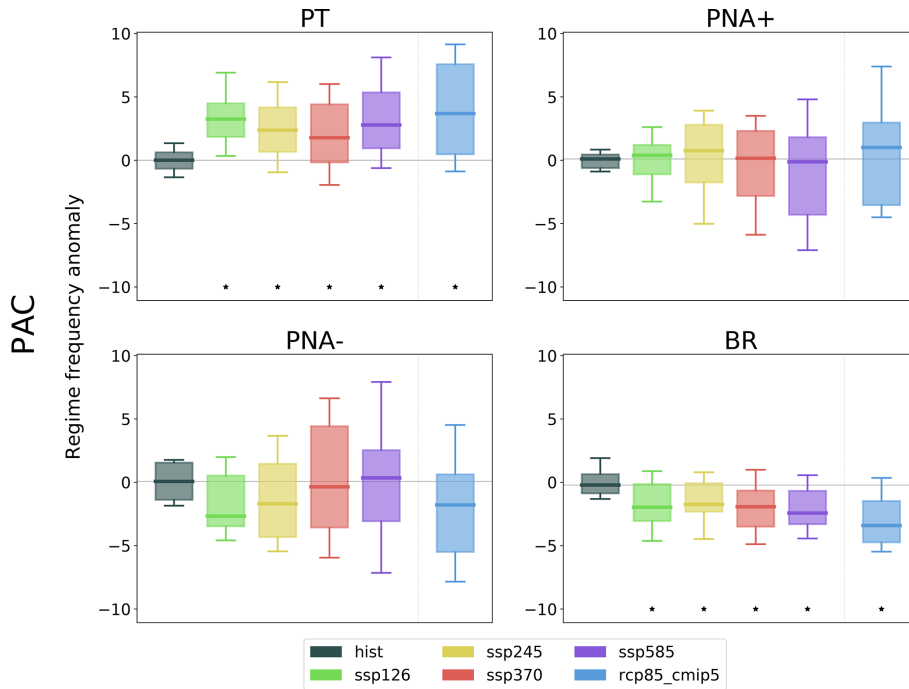 PT
PNA+
10
5
0
−5
−10
★ ★ ★ ★ ★
10
5
0
−5
−10
PAC
Regime frequency anomaly
PNA-
BR
10
5
0
−5
−10
10
5
0
−5
−10
★ ★ ★ ★ ★
hist
ssp245
ssp585
ssp126
ssp370
rcp85_cmip5